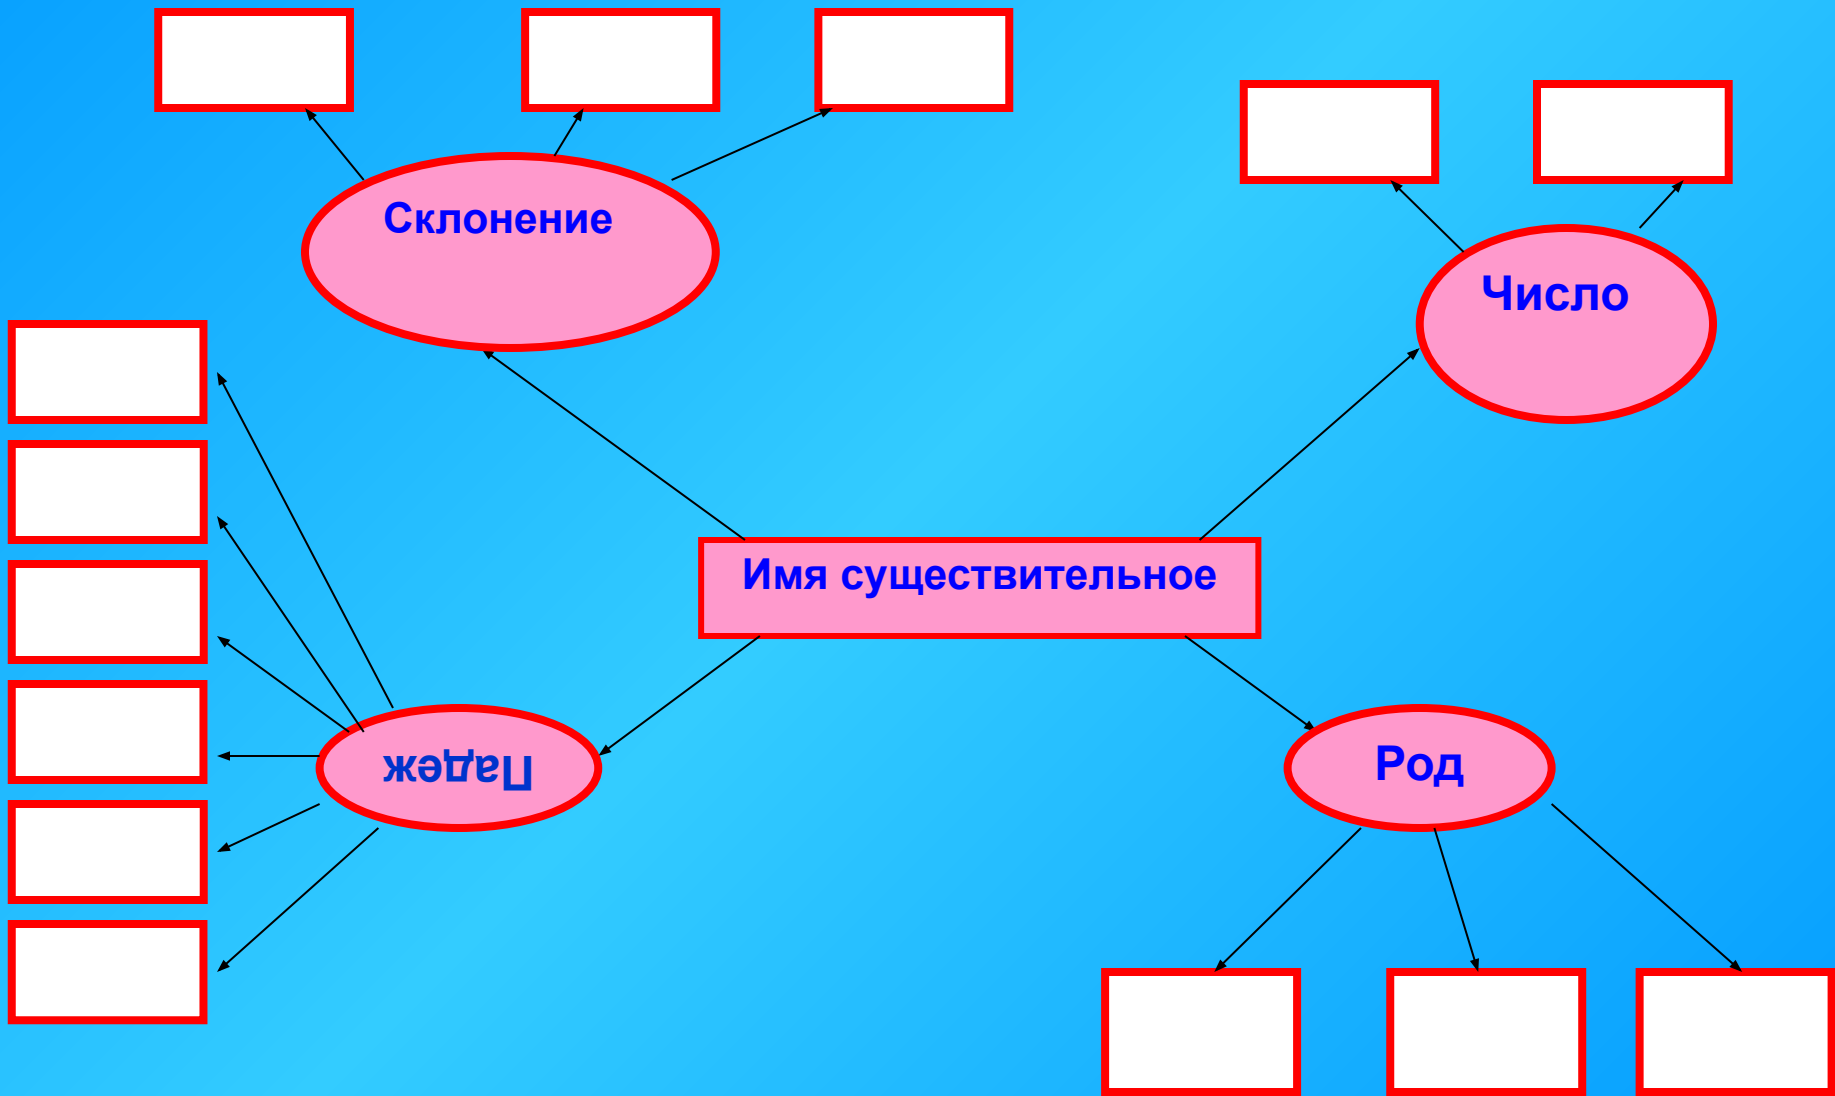 Склонение
Число
Имя существительное
Падеж
Род